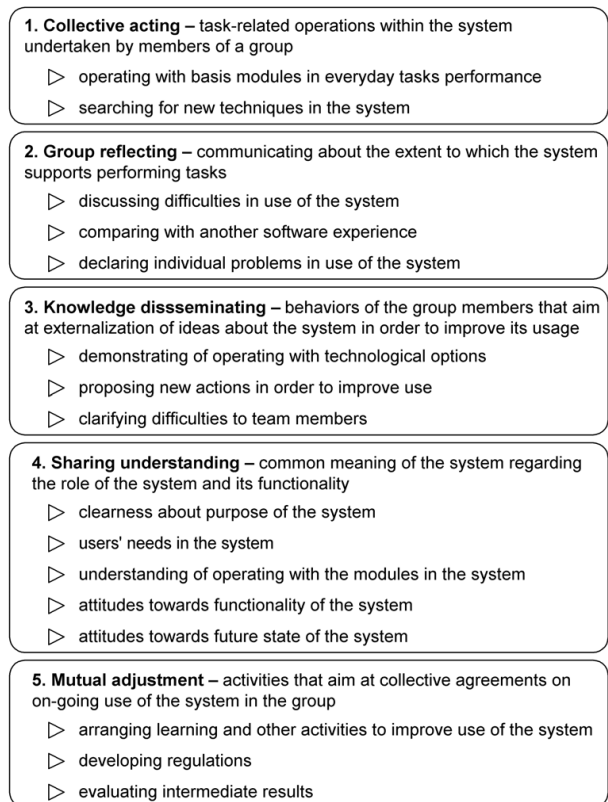 1. Collective acting – task-related operations within the system
undertaken by members of a group
operating with basis modules in everyday tasks performance
searching for new techniques in the system
2. Group reflecting – communicating about the extent to which the system
supports performing tasks
discussing difficulties in use of the system
comparing with another software experience
declaring individual problems in use of the system
3. Knowledge dissseminating – behaviors of the group members that aim
at externalization of ideas about the system in order to improve its usage
demonstrating of operating with technological options
proposing new actions in order to improve use
clarifying difficulties to team members
4. Sharing understanding – common meaning of the system regarding
the role of the system and its functionality
clearness about purpose of the system
users' needs in the system
understanding of operating with the modules in the system
attitudes towards functionality of the system
attitudes towards future state of the system
5. Mutual adjustment – activities that aim at collective agreements on
on-going use of the system in the group
arranging learning and other activities to improve use of the system
developing regulations
evaluating intermediate results